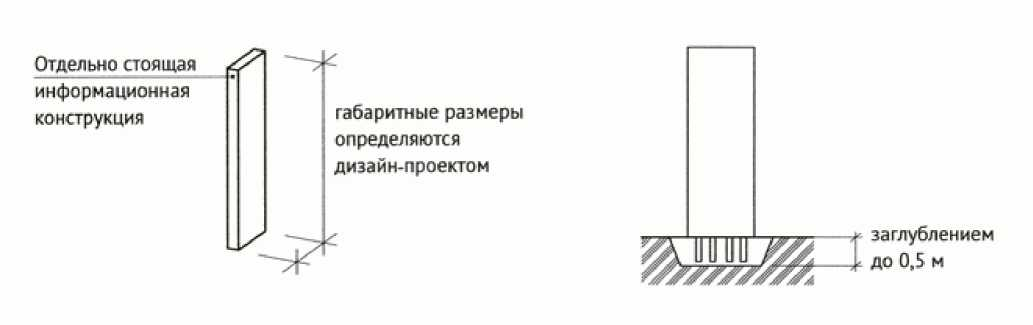 Отдельно стоящая
информационная
конструкция
габаритные размеры
определяются
дизайн-проектом
заглублением
до 0,5 м